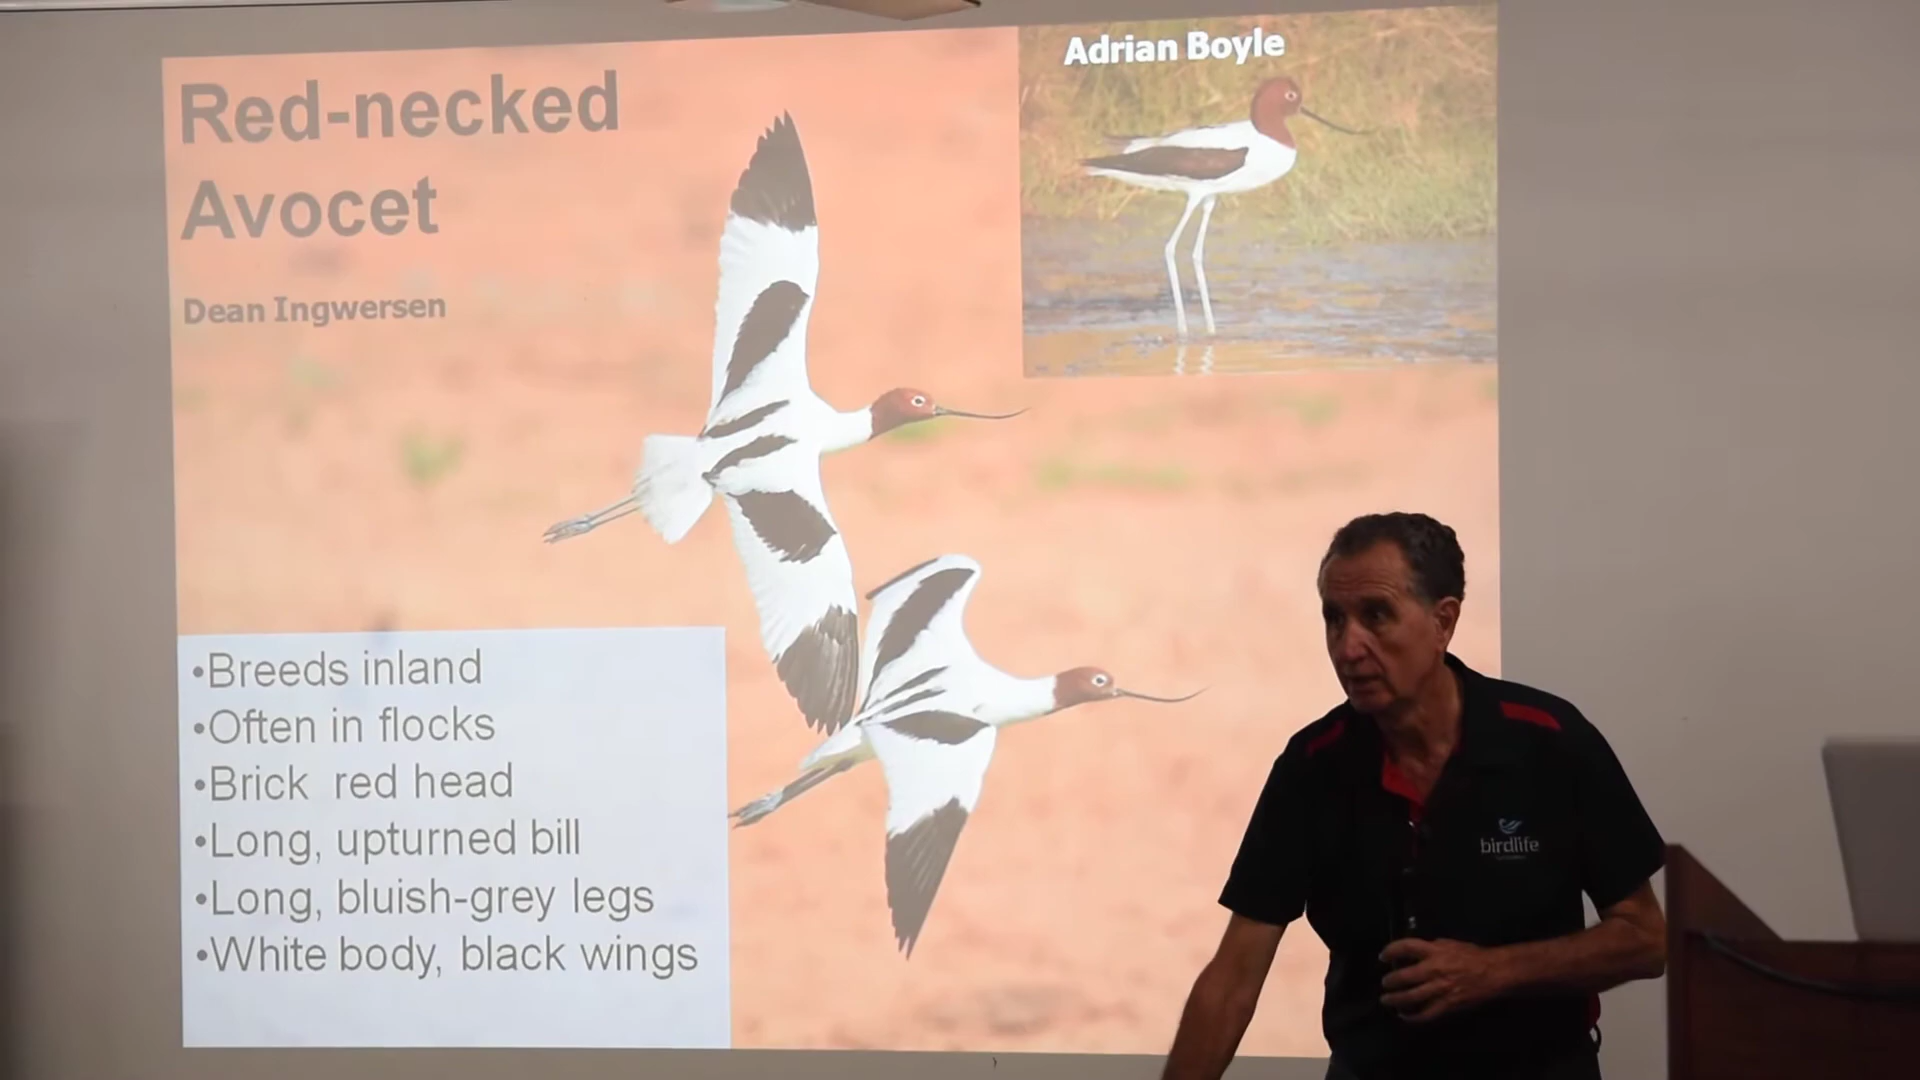 Red-necked
Avocet
Dean Ingwersen
Adrian Boyle
•Breeds inland
•Often in flocks
•Brick  red head
•Long, upturned bill
•Long, bluish-grey legs
•White body, black wings
birdlife